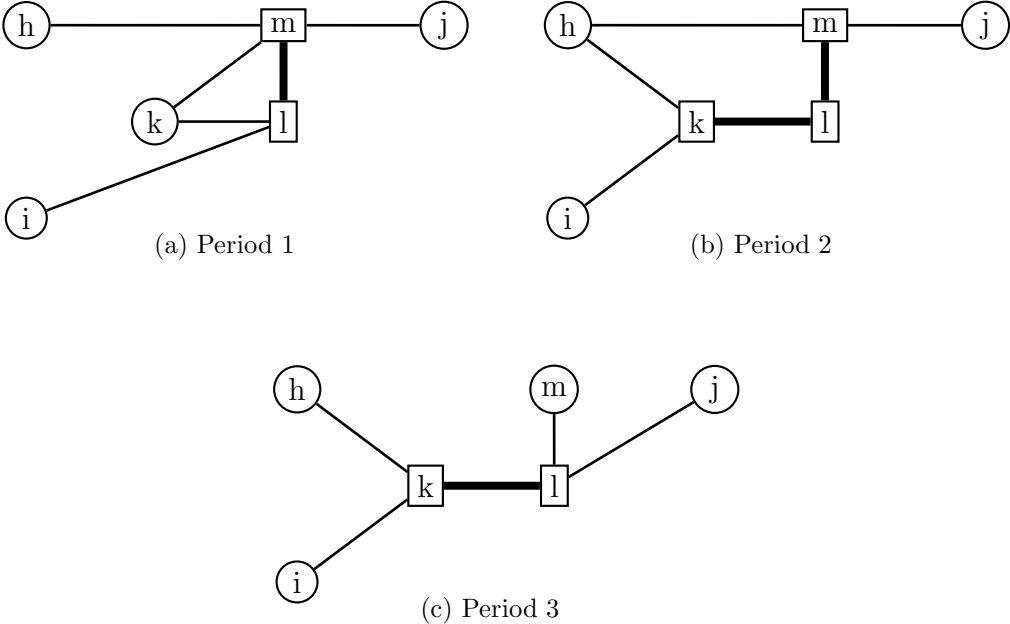 h m j
k l
i
(a) Period 1
h m j
k l
i
(b) Period 2
h m j
k l
i
(c) Period 3